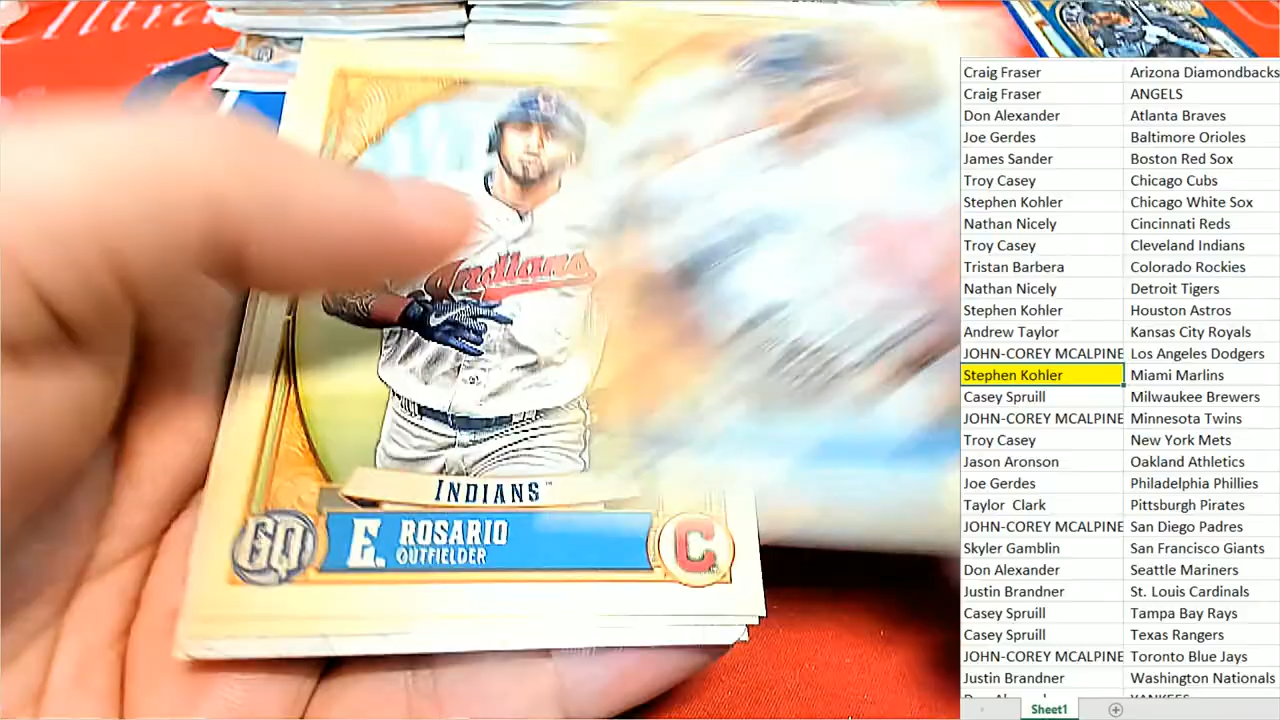 Indians
INDIANS™
GQ
E. ROSARIO
OUTFIELDER
C
Craig Fraser Arizona Diamondbacks
Craig Fraser ANGELS
Don Alexander Atlanta Braves
Joe Gerdes Baltimore Orioles
James Sander Boston Red Sox
Troy Casey Chicago Cubs
Stephen Kohler Chicago White Sox
Nathan Nicely Cincinnati Reds
Troy Casey Cleveland Indians
Tristan Barbera Colorado Rockies
Nathan Nicely Detroit Tigers
Stephen Kohler Houston Astros
Andrew Taylor Kansas City Royals
JOHN-COREY MCALPINE Los Angeles Dodgers
Stephen Kohler Miami Marlins
Casey Spruill Milwaukee Brewers
JOHN-COREY MCALPINE Minnesota Twins
Troy Casey New York Mets
Jason Aronson Oakland Athletics
Joe Gerdes Philadelphia Phillies
Taylor Clark Pittsburgh Pirates
JOHN-COREY MCALPINE San Diego Padres
Skyler Gamblin San Francisco Giants
Don Alexander Seattle Mariners
Justin Brandner St. Louis Cardinals
Casey Spruill Tampa Bay Rays
Casey Spruill Texas Rangers
JOHN-COREY MCALPINE Toronto Blue Jays
Justin Brandner Washington Nationals
Don Alexander YANKEES
Sheet1